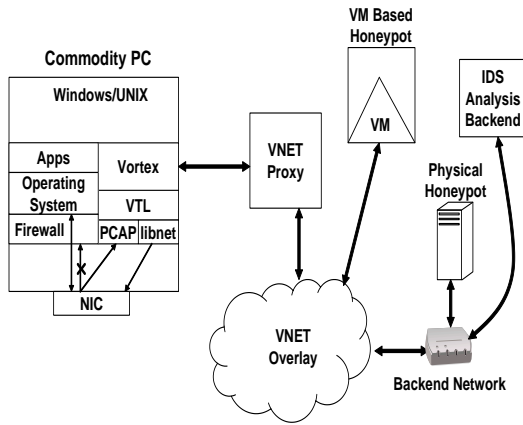 VM Based
Honeypot
Commodity PC
Windows/UNIX
IDS
Analysis
Backend
VM
Apps
Vortex
VNET
Proxy
Operating
System
VTL
Physical
Honeypot
Firewall
PCAP
libnet
NIC
VNET
Overlay
Backend Network